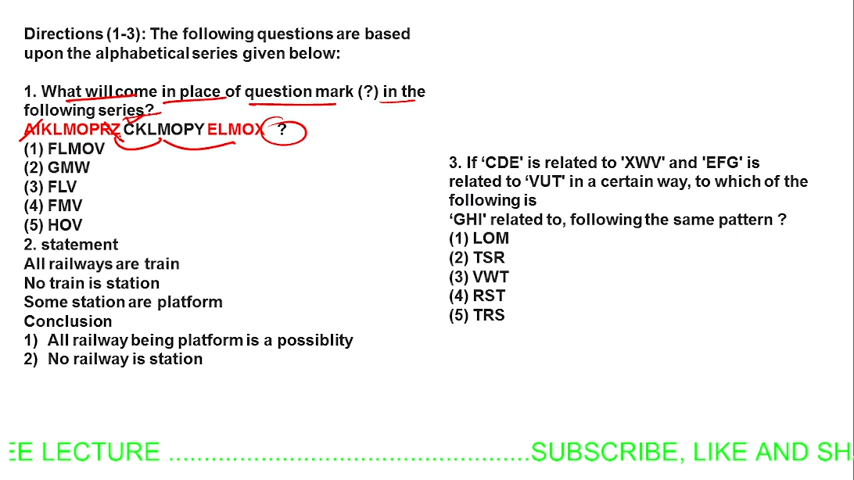 Directions (1-3): The following questions are based
upon the alphabetical series given below:
1. What will come in place of question mark (?) in the
following series?
AIKLMOPRZ CKLMOPY ELMOX ?
(1) FLMOV
(2) GMW
(3) FLV
(4) FMV
(5) HOV
2. statement
All railways are train
No train is station
Some station are platform
Conclusion
1) All railway being platform is a possiblity
2) No railway is station
3. If ‘CDE' is related to 'XWV' and 'EFG' is
related to ‘VUT' in a certain way, to which of the
following is
‘GHI' related to, following the same pattern ?
(1) LOM
(2) TSR
(3) VWT
(4) RST
(5) TRS
EE LECTURE ..................................................SUBSCRIBE, LIKE AND SH